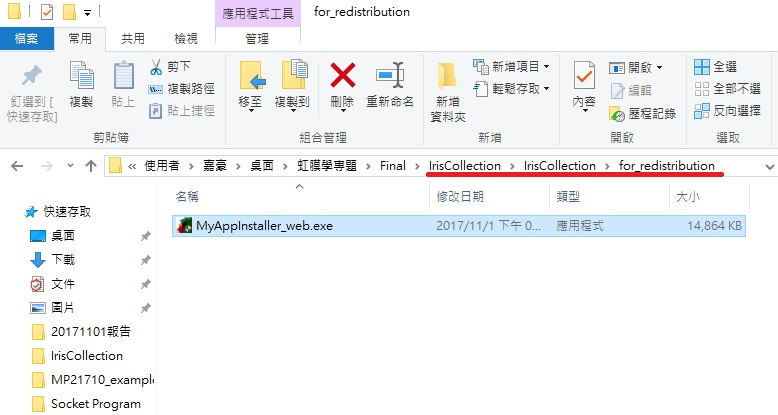 應用程式工具 for_redistribution
檔案 常用 共用 檢視 管理
釘選到 [
快速存取]
複製
貼上
剪下
複製路徑
貼上捷徑
剪貼簿
移至
複製到
刪除
重新命名
組合管理
新增
資料夾
新增項目
輕鬆存取
新增
內容
開啟
編輯
歷程記錄
開啟
全選
全部不選
反向選擇
選取
« 使用者 > 嘉豪 > 桌面 > 虹膜學專題 > Final > IrisCollection > IrisCollection > for_redistribution
名稱 修改日期 類型 大小
MyAppInstaller_web.exe 2017/11/1 下午 0... 應用程式 14,864 KB
快速存取
桌面
下載
文件
圖片
20171101報告
IrisCollection
MP21710_example
Socket Program